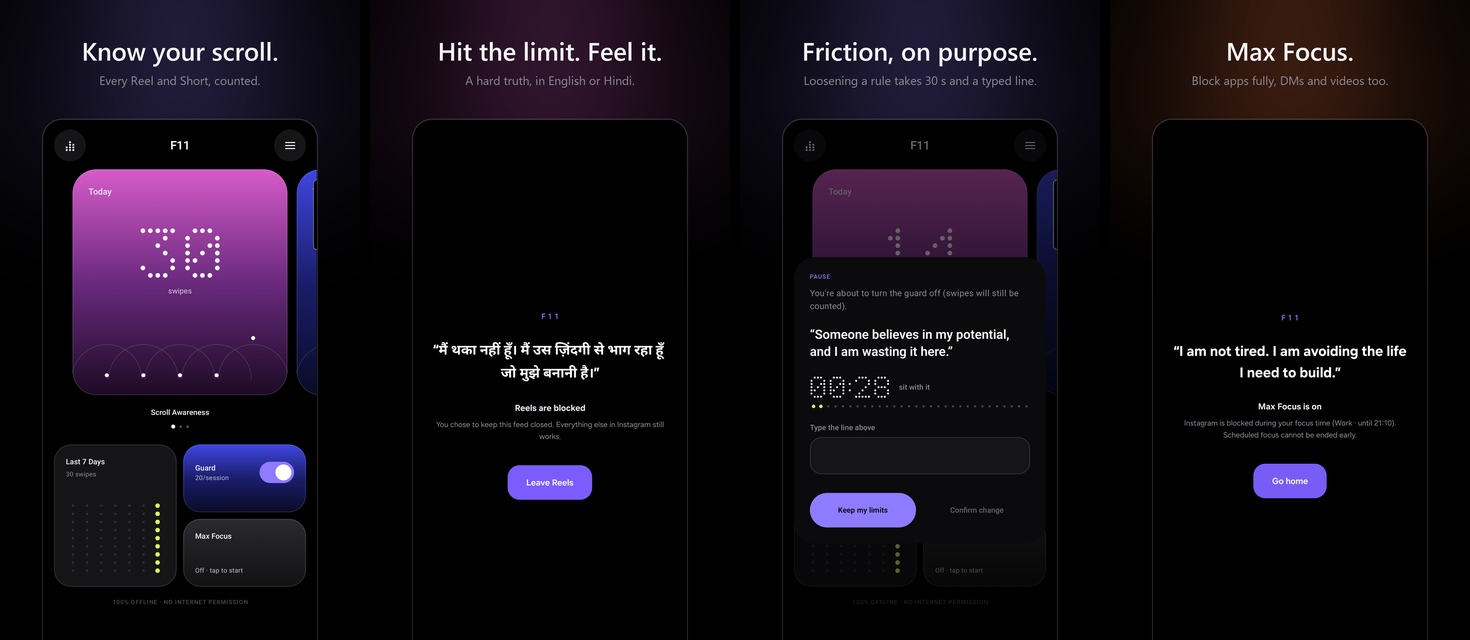 Know your scroll.
Every Reel and Short, counted.
F11
Today
30
swipes
Scroll Awareness
Last 7 Days
30 swipes
Guard
20/session
Max Focus
Off · tap to start
100% OFFLINE · NO INTERNET PERMISSION
Hit the limit. Feel it.
A hard truth, in English or Hindi.
F11
“मैं थका नहीं हूँ। मैं उस ज़िंदगी से भाग रहा हूँ
जो मुझे बनानी है।”
Reels are blocked
You chose to keep this feed closed. Everything else in Instagram still
works.
Leave Reels
Friction, on purpose.
Loosening a rule takes 30 s and a typed line.
F11
Today
14
PAUSE
You're about to turn the guard off (swipes will still be
counted).
“Someone believes in my potential,
and I am wasting it here.”
00:28
sit with it
Type the line above
Keep my limits
Confirm change
Off · tap to start
100% OFFLINE · NO INTERNET PERMISSION
Max Focus.
Block apps fully, DMs and videos too.
F11
“I am not tired. I am avoiding the life
I need to build.”
Max Focus is on
Instagram is blocked during your focus time (Work · until 21:10).
Scheduled focus cannot be ended early.
Go home